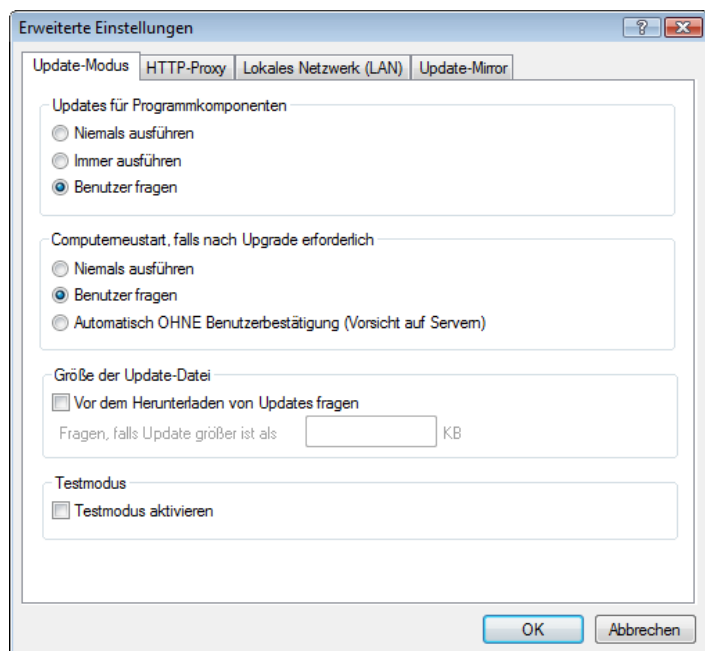 Erweiterte Einstellungen
?
Update-Modus HTTP-Proxy Lokales Netzwerk (LAN) Update-Mirror
Updates für Programmkomponenten
Niemals ausführen
Immer ausführen
Benutzer fragen
Computerneustart, falls nach Upgrade erforderlich
Niemals ausführen
Benutzer fragen
Automatisch OHNE Benutzerbestätigung (Vorsicht auf Servern)
Größe der Update-Datei
Vor dem Herunterladen von Updates fragen
Fragen, falls Update größer ist als KB
Testmodus
Testmodus aktivieren
OK Abbrechen